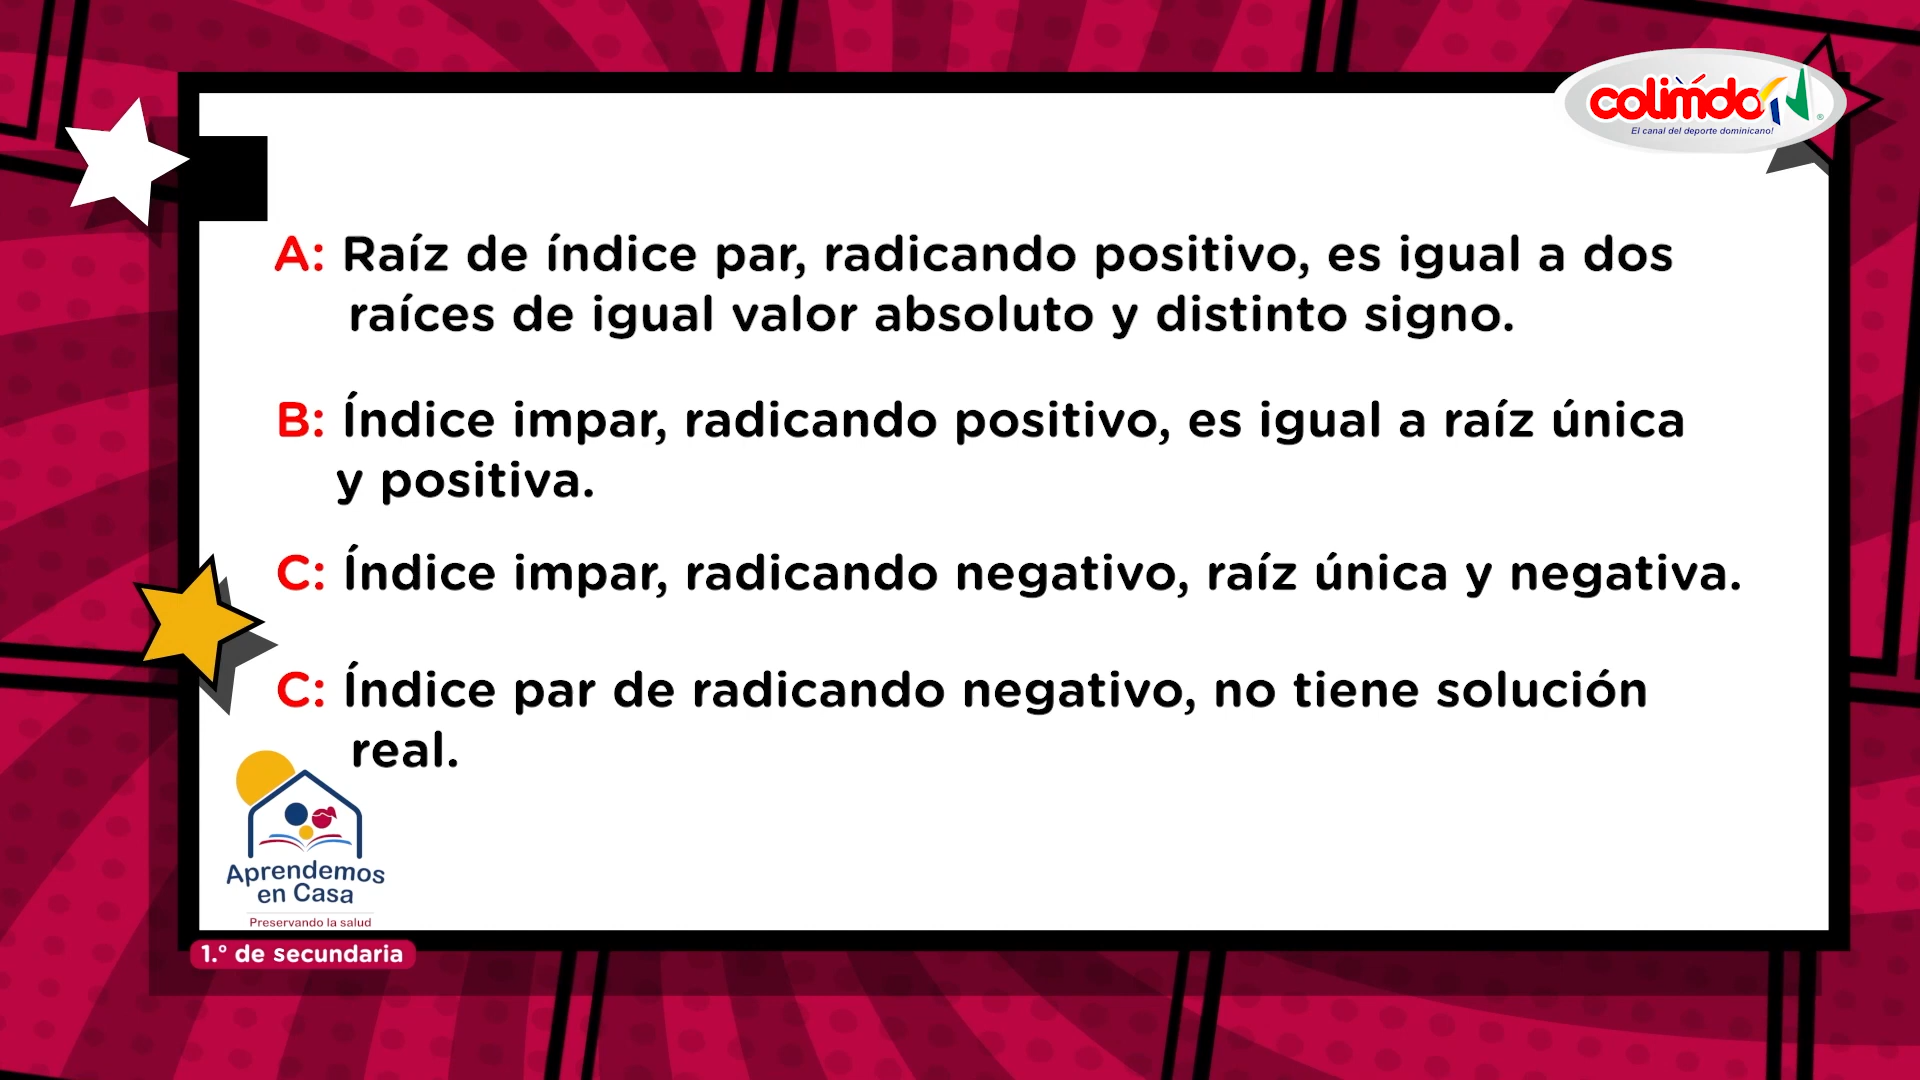 colimdo
El canal del deporte dominicano!
A: Raíz de índice par, radicando positivo, es igual a dos
raíces de igual valor absoluto y distinto signo.
B: Índice impar, radicando positivo, es igual a raíz única
y positiva.
C: Índice impar, radicando negativo, raíz única y negativa.
C: Índice par de radicando negativo, no tiene solución
real.
Aprendemos
en Casa
Preservando la salud
1.° de secundaria